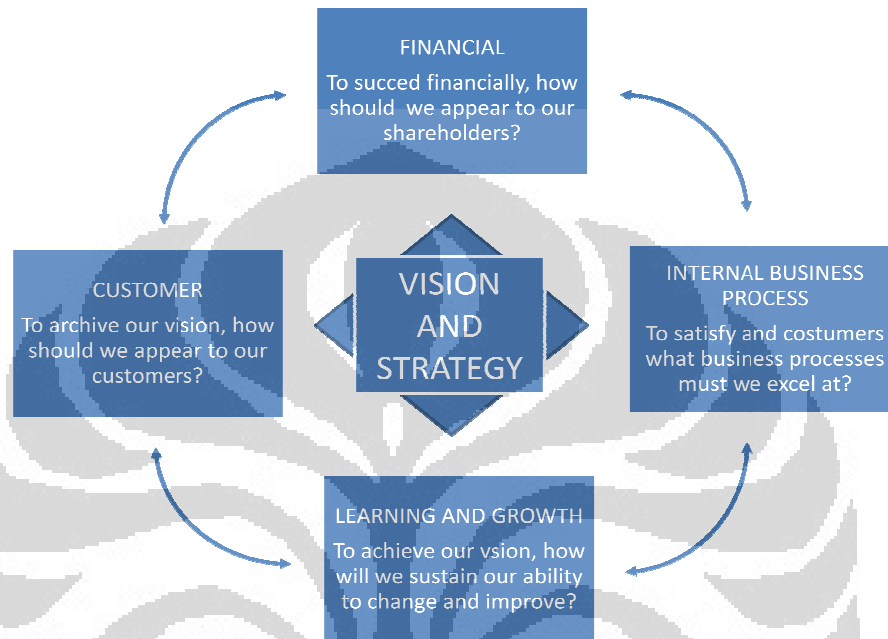 FINANCIAL
To succed financially, how
should we appear to our
shareholders?
CUSTOMER
To archive our vision, how
should we appear to our
customers?
VISION
AND
STRATEGY
INTERNAL BUSINESS
PROCESS
To satisfy and costumers
what business processes
must we excel at?
LEARNING AND GROWTH
To achieve our vsion, how
will we sustain our ability
to change and improve?